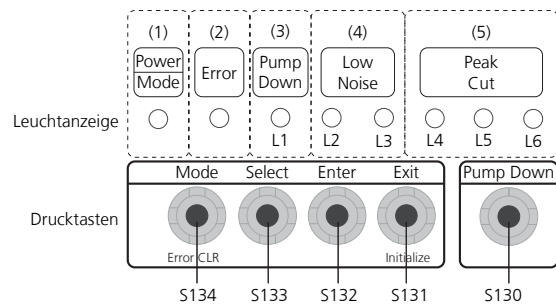 (1) (2) (3) (4) (5)
Power
Mode
Error
Pump
Down
Low
Noise
Peak
Cut
Leuchtanzeige
L1 L2 L3 L4 L5 L6
Mode Select Enter Exit Pump Down
Drucktasten
Error CLR Initialize
S134 S133 S132 S131 S130